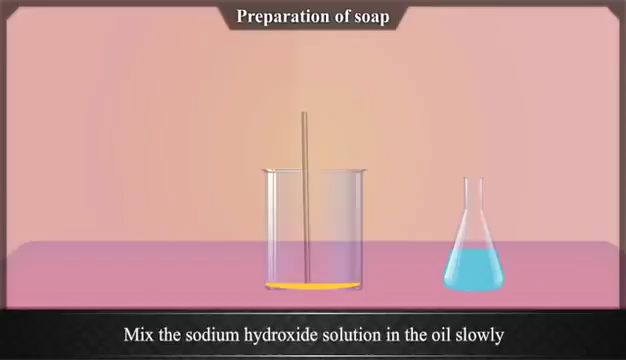 Preparation of soap
Mix the sodium hydroxide solution in the oil slowly